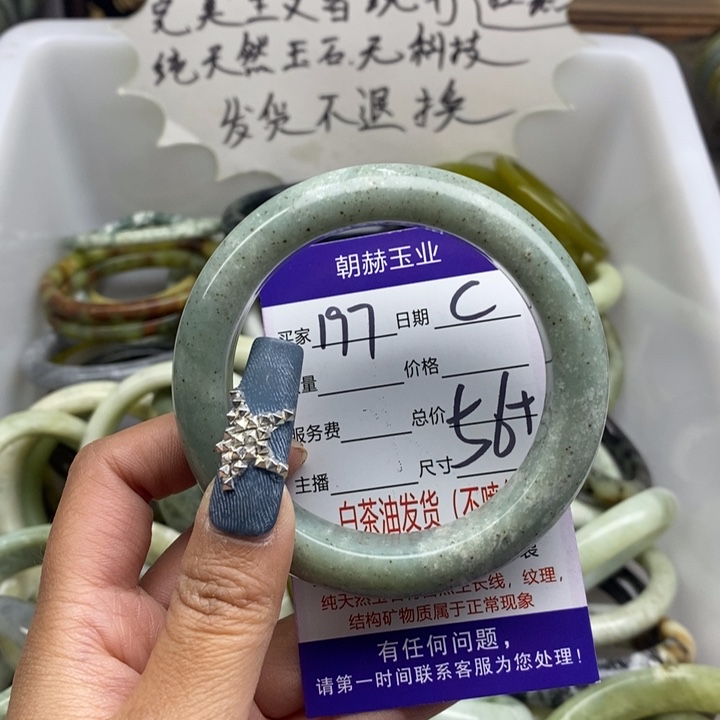 纯天然玉石.无科技
发货不退换
朝赫玉业
买家 197 日期 C
量 价格
服务费 总价
主播 尺寸 56+
白茶油发货（不
袋
纯天然玉石
生长线，纹理，
结构矿物质属于正常现象
有任何问题，
请第一时间联系客服为您处理！